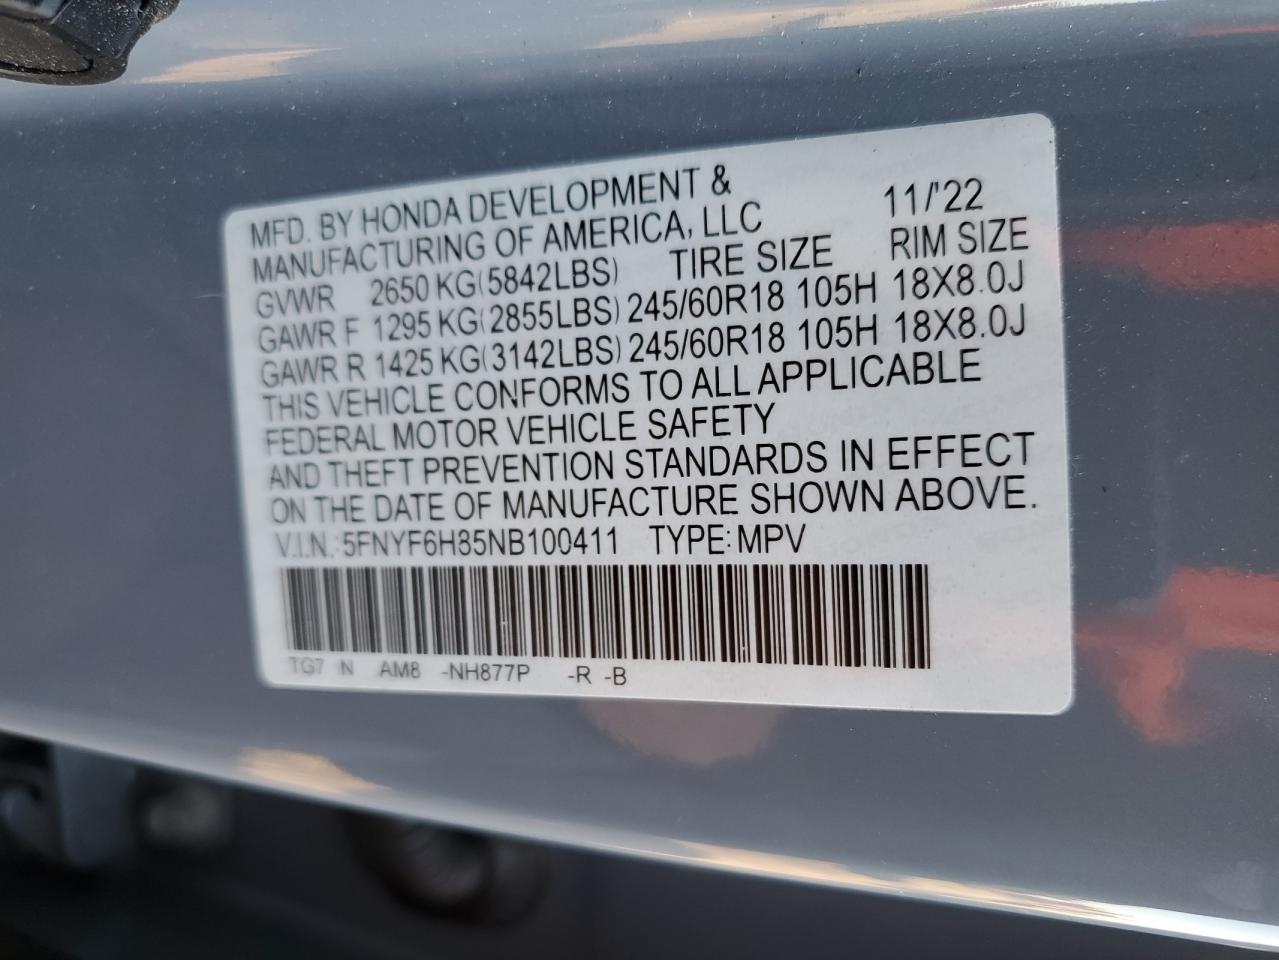 MFD. BY HONDA DEVELOPMENT &
MANUFACTURING OF AMERICA, LLC 11/'22
GVWR 2650 KG(5842LBS) TIRE SIZE RIM SIZE
GAWR F 1295 KG(2855LBS) 245/60R18 105H 18X8.0J
GAWR R 1425 KG(3142LBS) 245/60R18 105H 18X8.0J
THIS VEHICLE CONFORMS TO ALL APPLICABLE
FEDERAL MOTOR VEHICLE SAFETY
AND THEFT PREVENTION STANDARDS IN EFFECT
ON THE DATE OF MANUFACTURE SHOWN ABOVE.
V.I.N.:5FNYF6H85NB100411 TYPE:MPV
TG7 N AM8 -NH877P -R -B